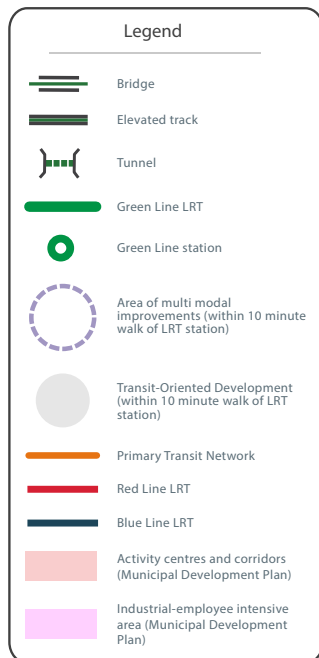 Legend
Bridge
Elevated track
Tunnel
Green Line LRT
Green Line station
Area of multi modal
improvements (within 10 minute
walk of LRT station)
Transit-Oriented Development
(within 10 minute walk of LRT
station)
Primary Transit Network
Red Line LRT
Blue Line LRT
Activity centres and corridors
(Municipal Development Plan)
Industrial-employee intensive
area (Municipal Development
Plan)